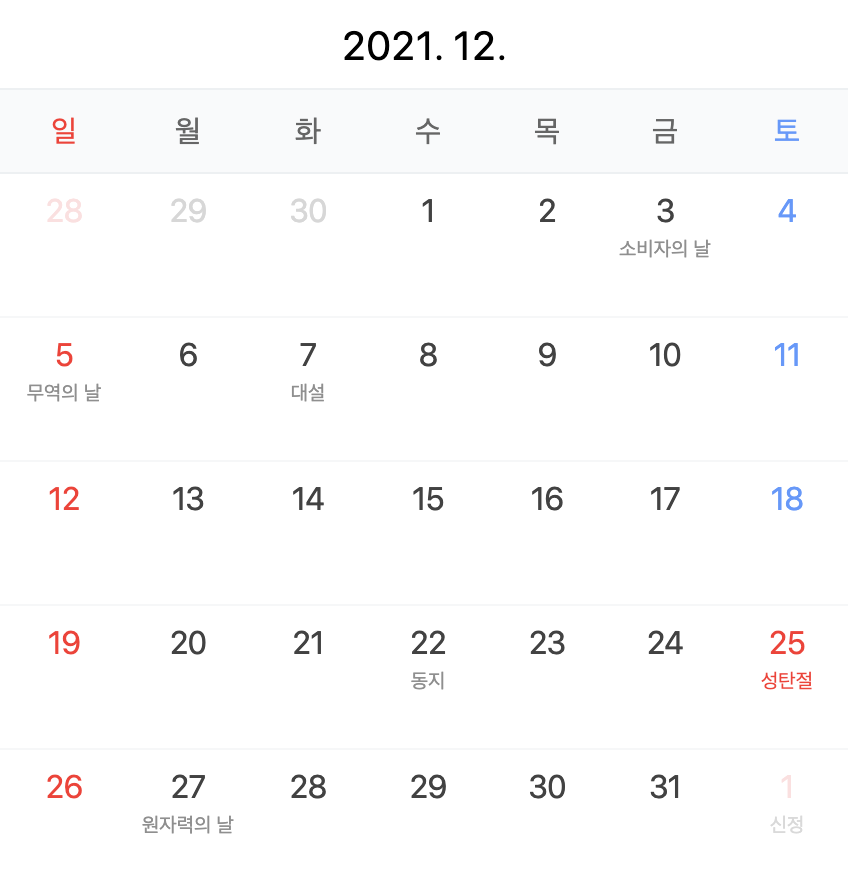 2021. 12.
일 월 화 수 목 금 토
28 29 30 1 2 3 4
소비자의 날
5 6 7 8 9 10 11
무역의 날 대설
12 13 14 15 16 17 18
19 20 21 22 23 24 25
동지 성탄절
26 27 28 29 30 31 1
원자력의 날 신정